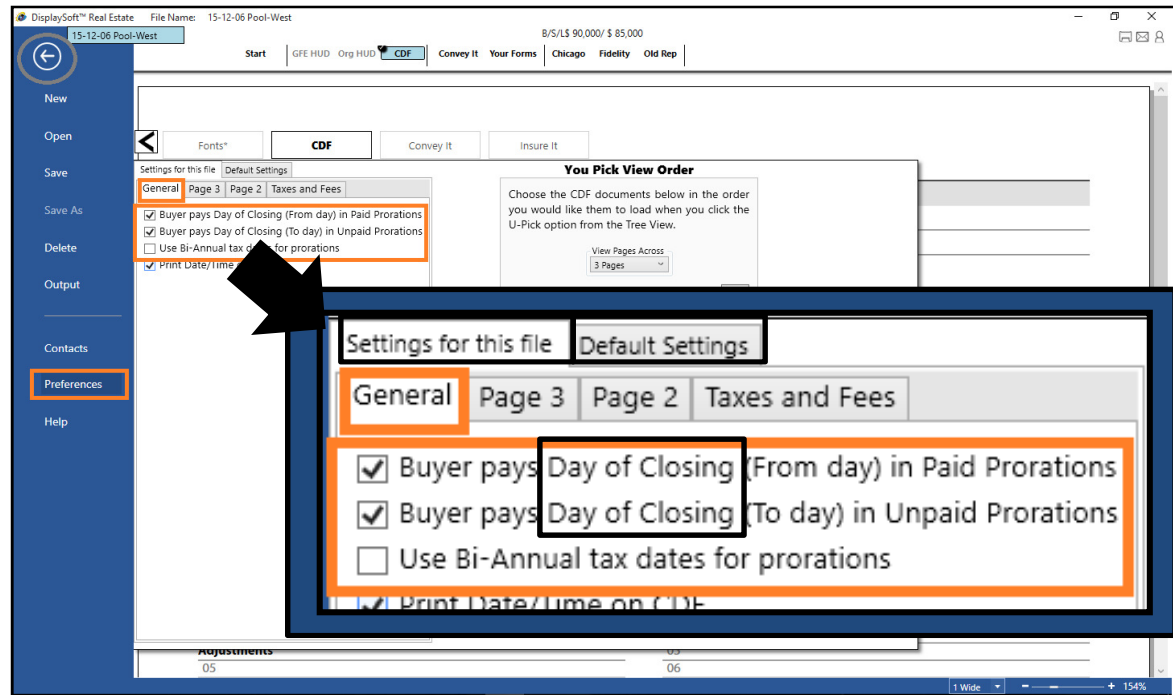 DisplaySoft™ Real Estate File Name: 15-12-06 Pool-West
15-12-06 Pool-West
B/S/L$ 90,000/ $ 85,000
Start GFE HUD Org HUD CDF Convey It Your Forms Chicago Fidelity Old Rep
New
Open
Save
Save As
Delete
Output
Contacts
Preferences
Help
Fonts* CDF Convey It Insure It
Settings for this file Default Settings
General Page 3 Page 2 Taxes and Fees
Buyer pays Day of Closing (From day) in Paid Prorations
Buyer pays Day of Closing (To day) in Unpaid Prorations
Use Bi-Annual tax dates for prorations
Print Date/Time on
You Pick View Order
Choose the CDF documents below in the order
you would like them to load when you click the
U-Pick option from the Tree View.
View Pages Across
3 Pages
Settings for this file Default Settings
General Page 3 Page 2 Taxes and Fees
Buyer pays Day of Closing (From day) in Paid Prorations
Buyer pays Day of Closing (To day) in Unpaid Prorations
Use Bi-Annual tax dates for prorations
Print Date/Time on CDF
Adjustments
05
05
06
1 Wide 154%